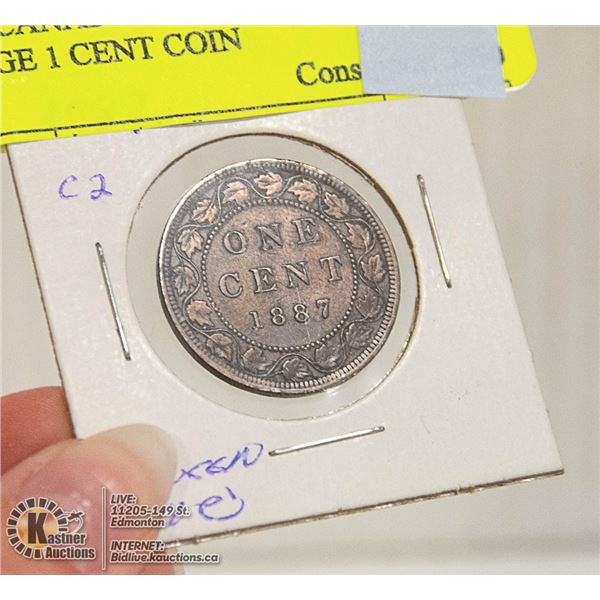 GE 1 CENT COIN
Cons
C2
ONE
CENT
1887
LIVE:
11205-149 St.
Edmonton
INTERNET:
Bidlive.kauctions.ca
Kastner
Auctions